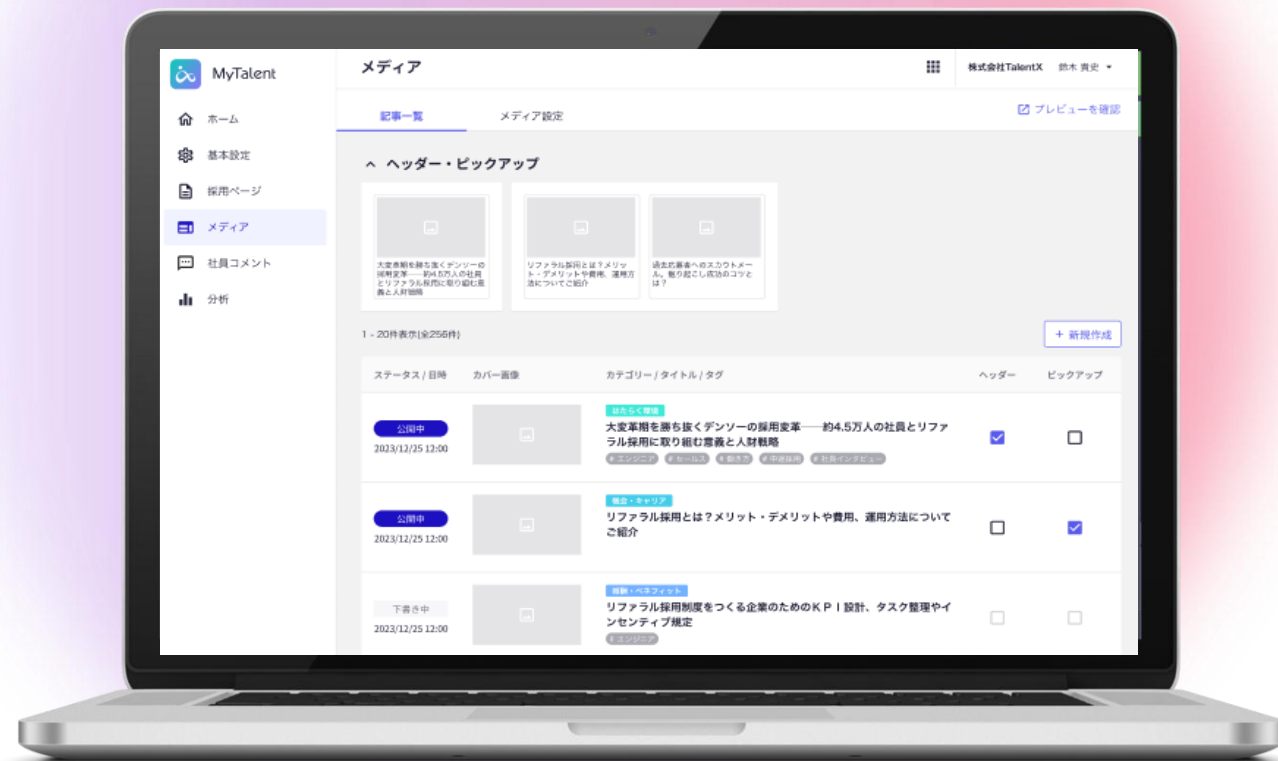 MyTalent
ホーム
基本設定
採用ページ
メディア
社員コメント
分析
メディア
株式会社TalentX 鈴木 貴史
記事一覧 メディア設定
プレビューを確認
ヘッダー・ピックアップ
大変革期を勝ち抜くデンソーの
採用変革──約4.5万人の社員
とリファラル採用に取り組む意
義と人財戦略
リファラル採用とは？メリッ
ト・デメリットや費用、運用方
法についてご紹介
過去応募者へのスカウトメー
ル。掘り起こし成功のコツと
は？
1 - 20件表示(全256件)
+ 新規作成
ステータス / 日時 カバー画像 カテゴリー / タイトル / タグ ヘッダー ピックアップ
公開中
2023/12/25 12:00
はたらく環境
大変革期を勝ち抜くデンソーの採用変革──約4.5万人の社員とリファ
ラル採用に取り組む意義と人財戦略
# エンジニア # セールス # 働き方 # 中途採用 # 社員インタビュー
公開中
2023/12/25 12:00
機会・キャリア
リファラル採用とは？メリット・デメリットや費用、運用方法について
ご紹介
下書き中
2023/12/25 12:00
報酬・ベネフィット
リファラル採用制度をつくる企業のためのＫＰＩ設計、タスク整理やイ
ンセンティブ規定
# エンジニア